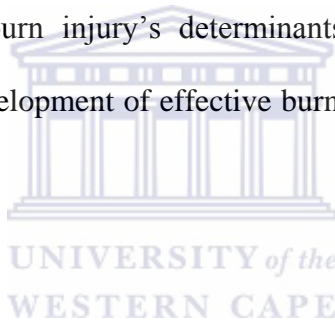 burn injury's determinants
elopment of effective burn
UNIVERSITY of the
WESTERN CAPE